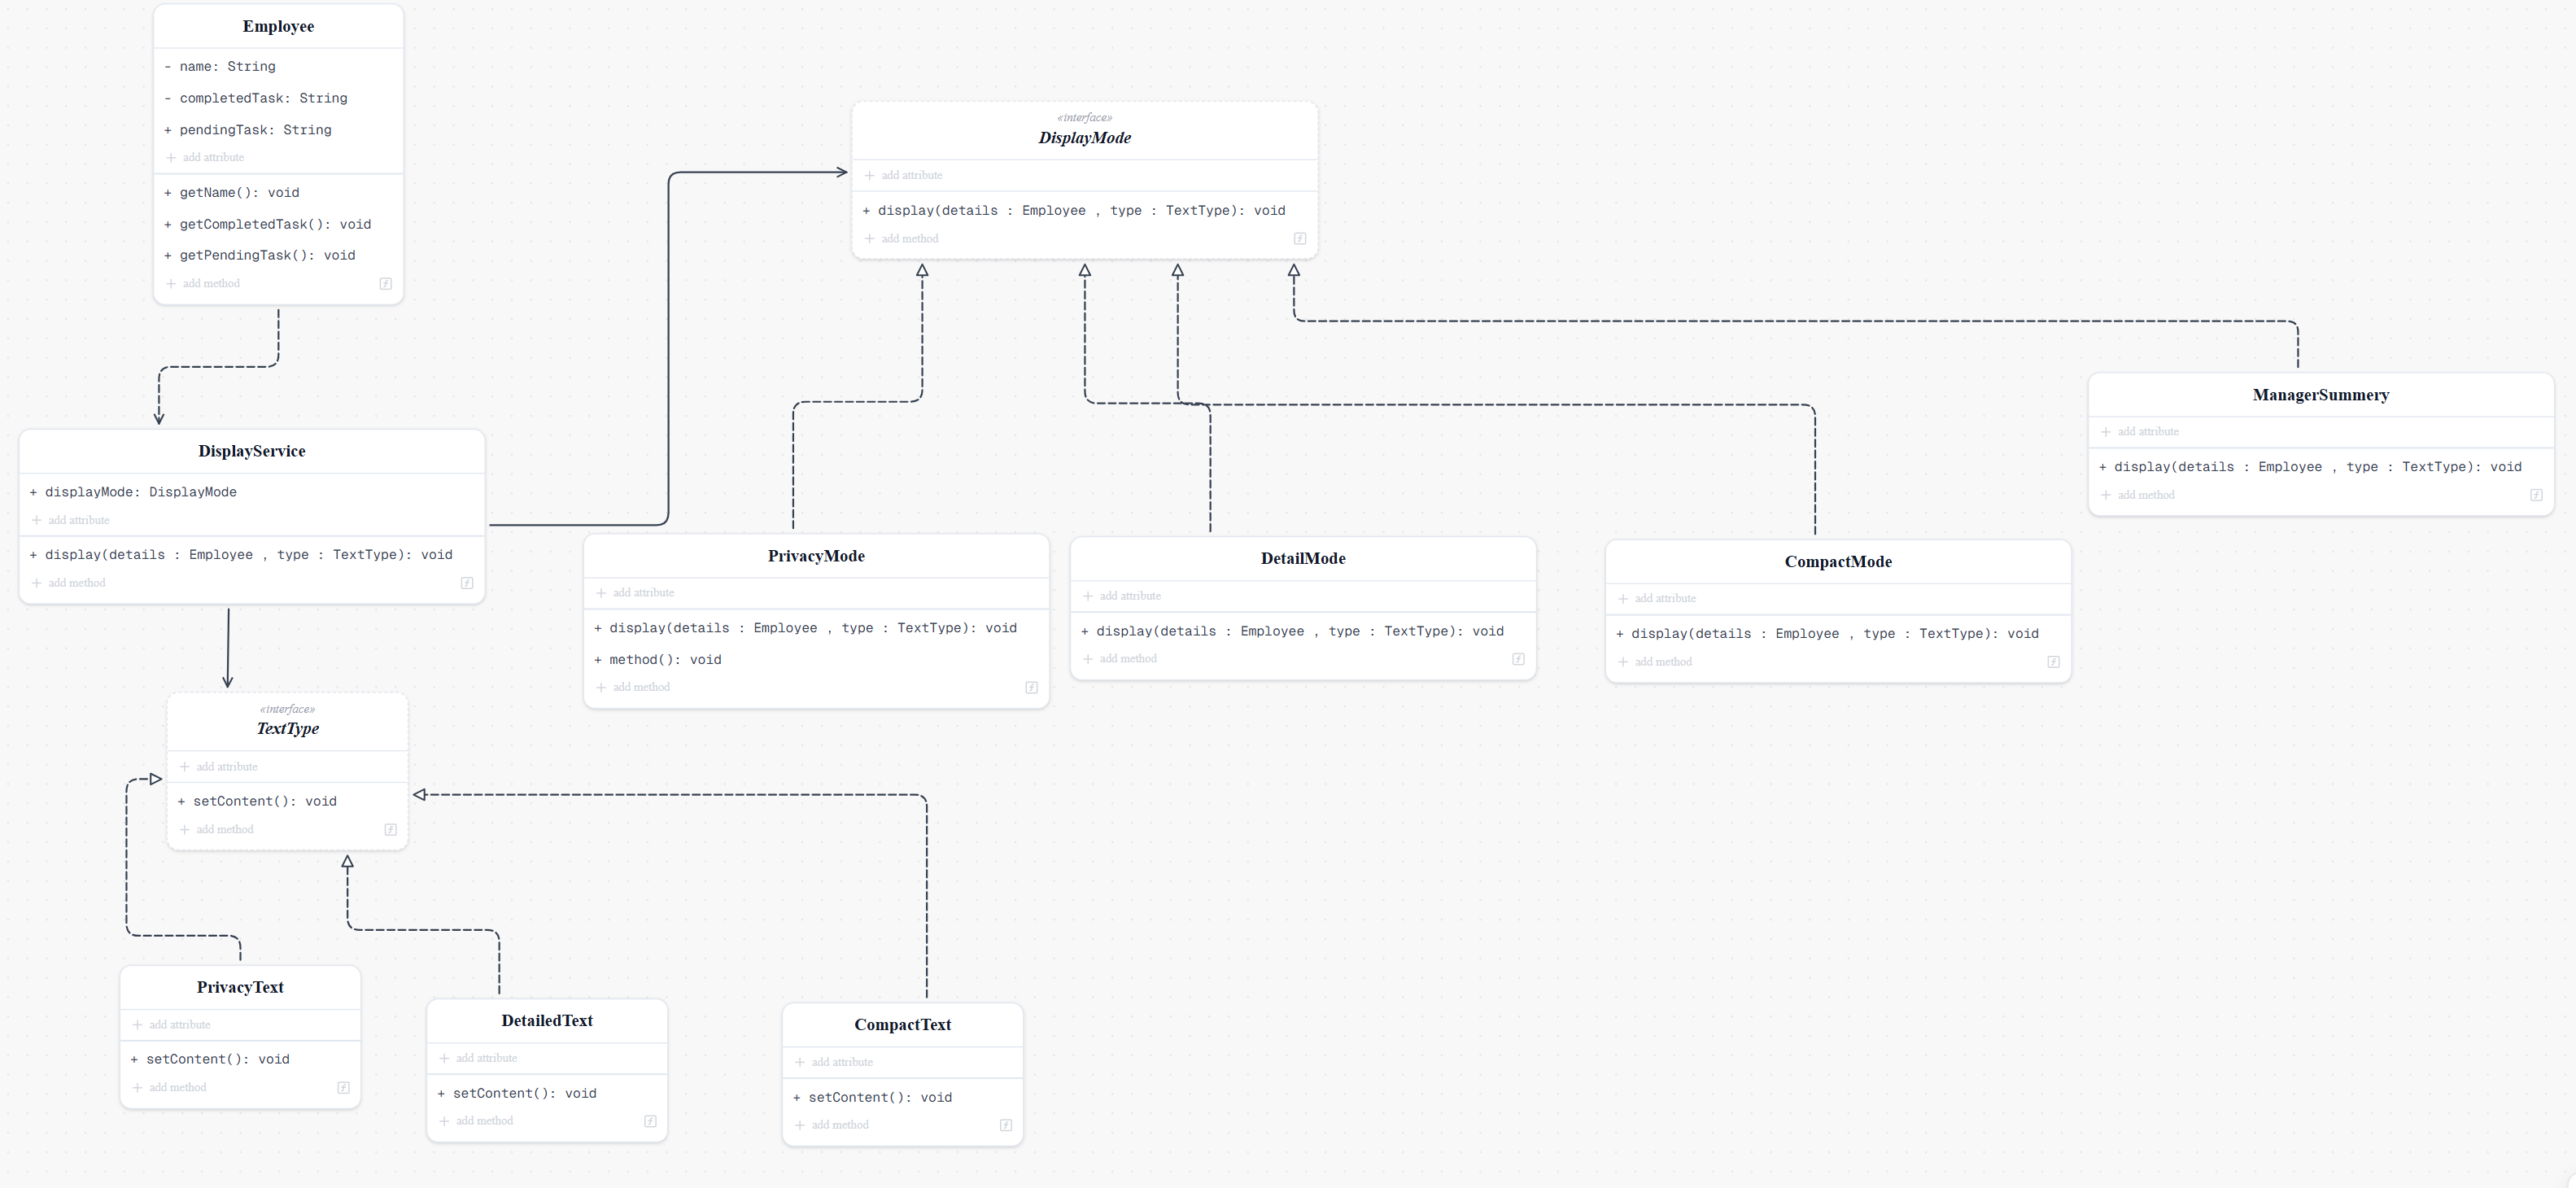 Employee
- name: String
- completedTask: String
+ pendingTask: String
+ add attribute
+ getName(): void
+ getCompletedTask(): void
+ getPendingTask(): void
+ add method
«interface»
DisplayMode
+ add attribute
+ display(details : Employee , type : TextType): void
+ add method
ManagerSummery
+ add attribute
+ display(details : Employee , type : TextType): void
+ add method
DisplayService
+ displayMode: DisplayMode
+ add attribute
+ display(details : Employee , type : TextType): void
+ add method
PrivacyMode
+ add attribute
+ display(details : Employee , type : TextType): void
+ method(): void
+ add method
DetailMode
+ add attribute
+ display(details : Employee , type : TextType): void
+ add method
CompactMode
+ add attribute
+ display(details : Employee , type : TextType): void
+ add method
«interface»
TextType
+ add attribute
+ setContent(): void
+ add method
PrivacyText
+ add attribute
+ setContent(): void
+ add method
DetailedText
+ add attribute
+ setContent(): void
+ add method
CompactText
+ add attribute
+ setContent(): void
+ add method